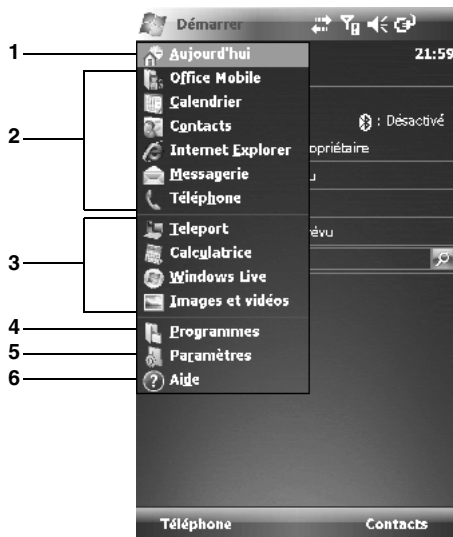 Démarrer
1 Aujourd'hui 21:59
Office Mobile
Calendrier : Désactivé
2 Contacts
Internet Explorer opriétaire
Messagerie u
Téléphone
Teleport évu
3 Calculatrice
Windows Live
Images et vidéos
4 Programmes
5 Paramètres
6 Aide
Téléphone Contacts